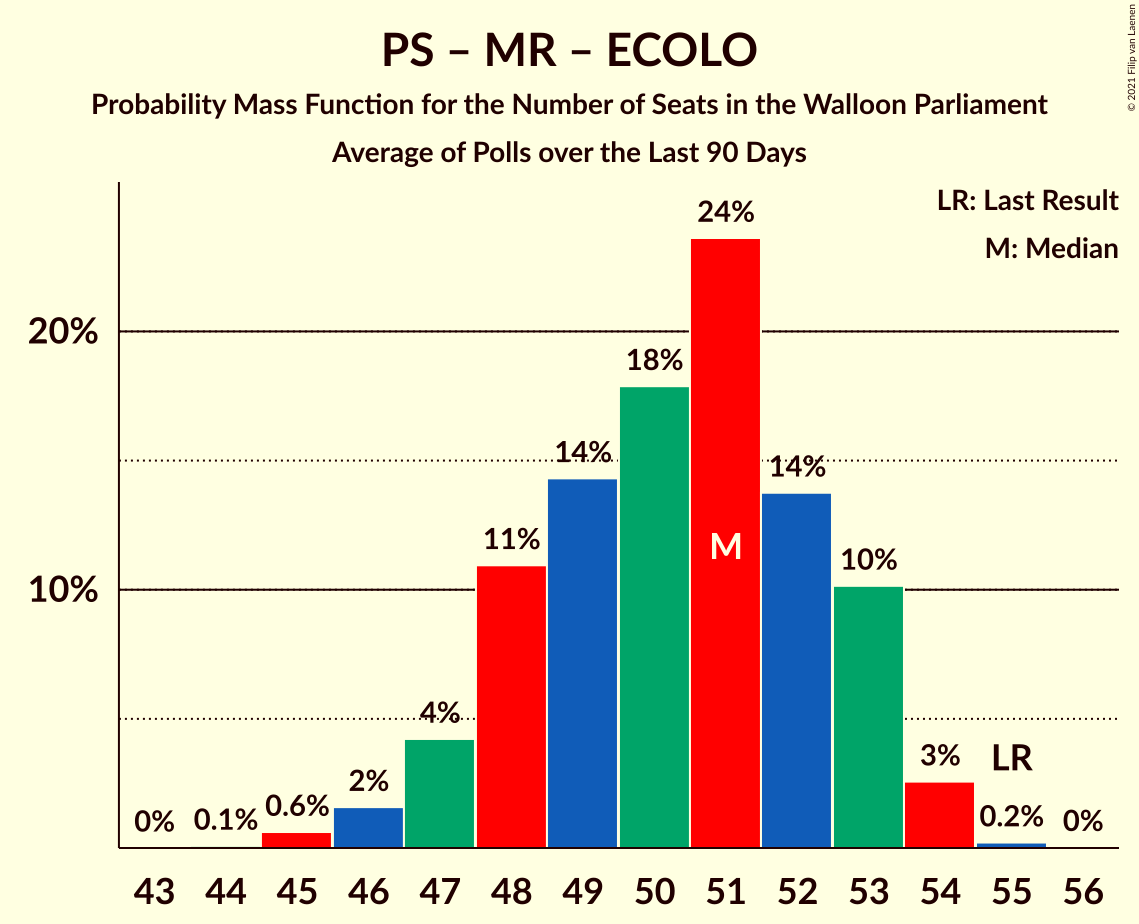 PS – MR – ECOLO
Probability Mass Function for the Number of Seats in the Walloon Parliament
Average of Polls over the Last 90 Days
© 2021 Filip van Laenen
LR: Last Result
M: Median
20%
10%
0%
0.1%
0.6%
2%
4%
11%
14%
18%
24%
14%
10%
3%
0.2%
0%
M
LR
43 44 45 46 47 48 49 50 51 52 53 54 55 56